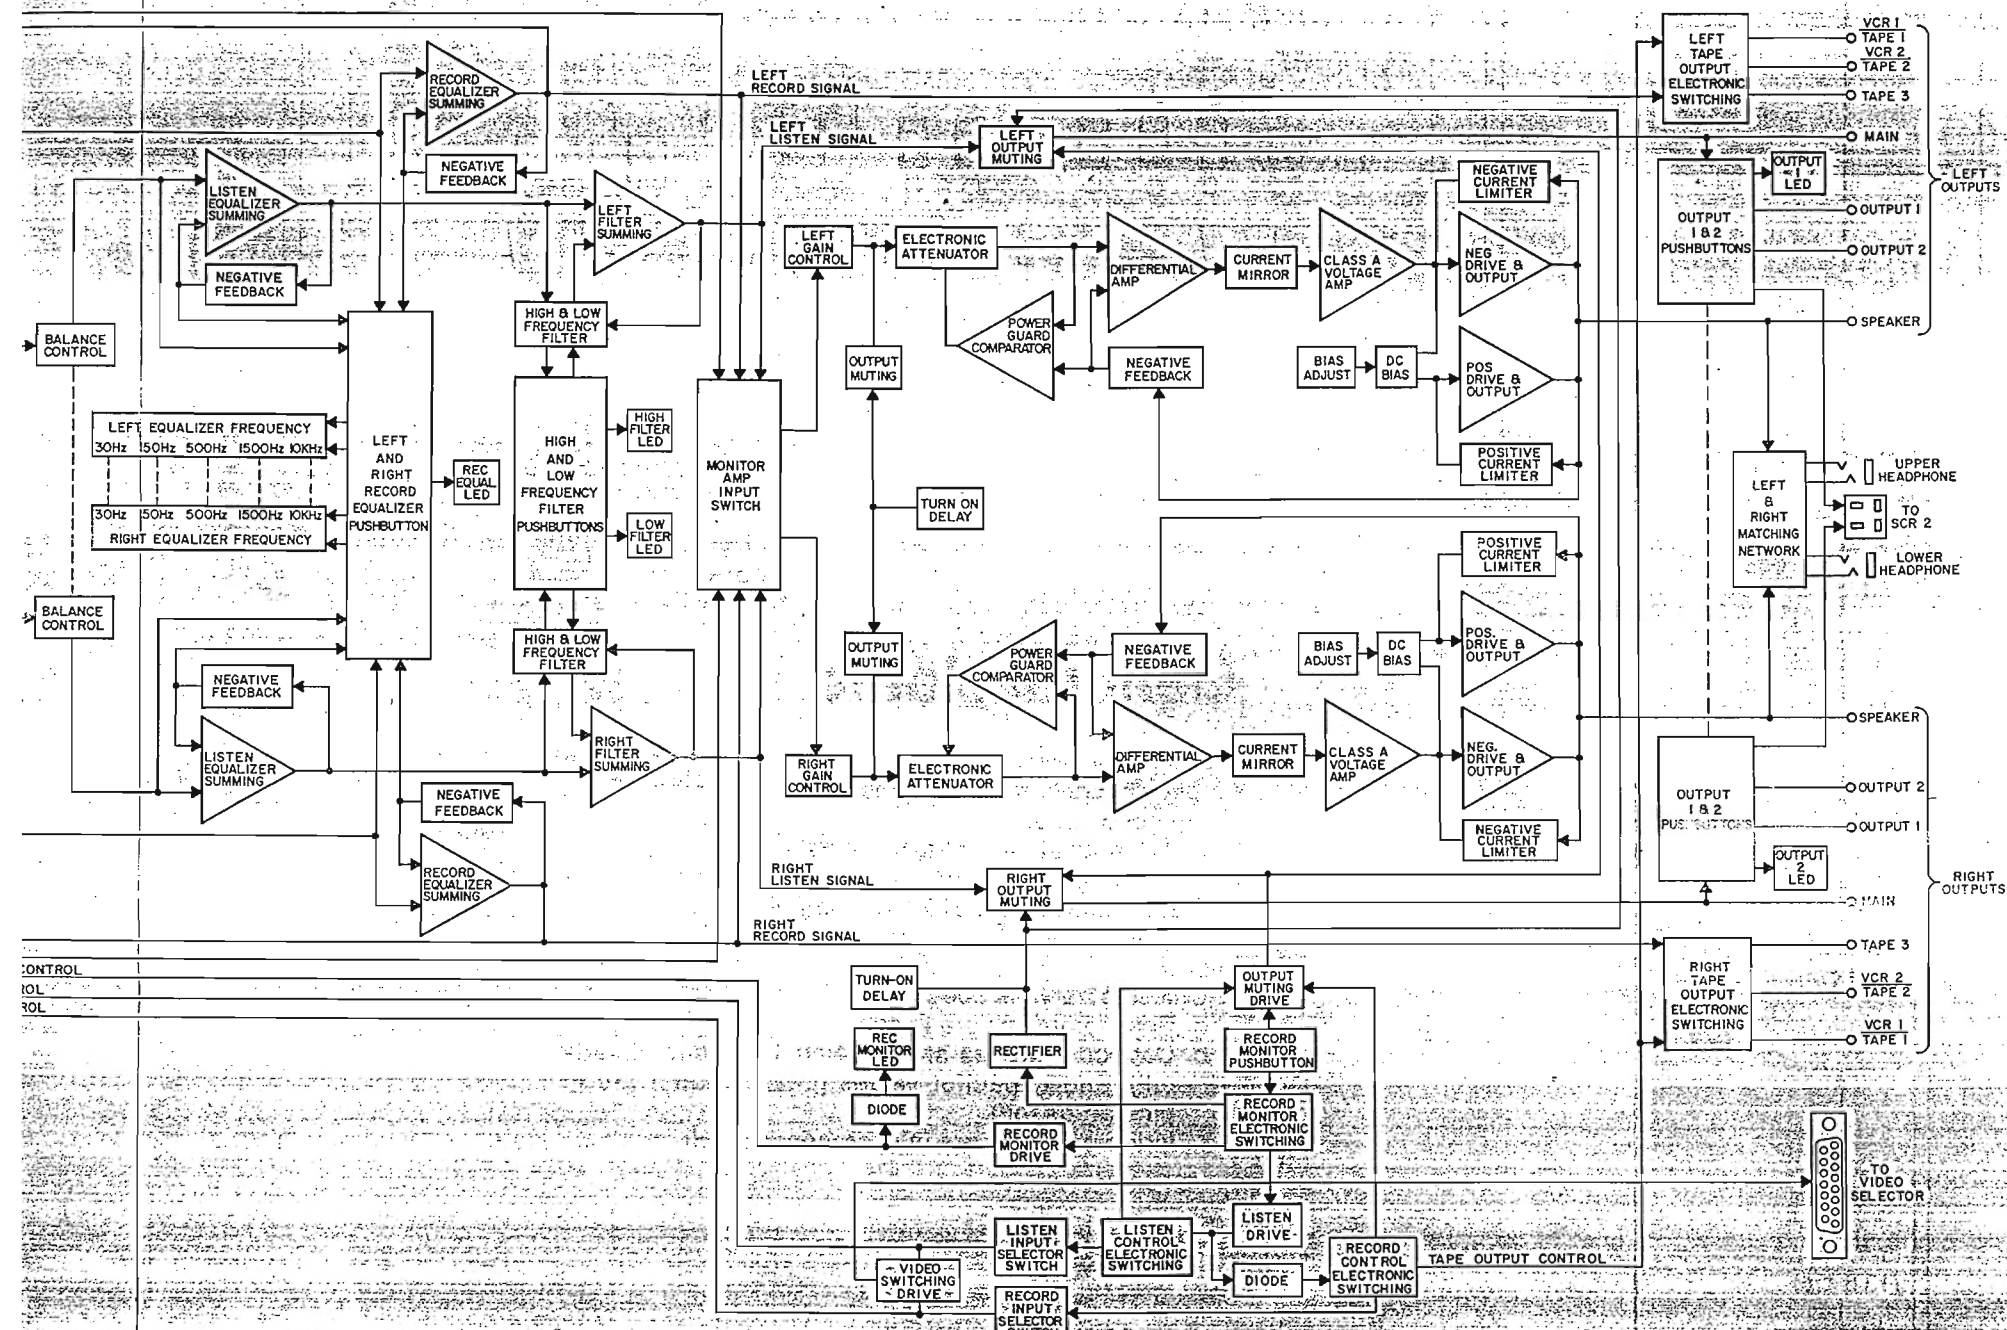 LEFT
RECORD SIGNAL
LEFT
LISTEN SIGNAL
RECORD
EQUALIZER
SUMMING
NEGATIVE
FEEDBACK
LISTEN
EQUALIZER
SUMMING
NEGATIVE
FEEDBACK
BALANCE
CONTROL
LEFT EQUALIZER FREQUENCY
30Hz 150Hz 500Hz 1500Hz 10KHz
30Hz 150Hz 500Hz 1500Hz 10KHz
RIGHT EQUALIZER FREQUENCY
BALANCE
CONTROL
LEFT
AND
RIGHT
RECORD
EQUALIZER
PUSHBUTTON
REC
EQUAL
LED
LEFT
FILTER
SUMMING
HIGH & LOW
FREQUENCY
FILTER
HIGH
AND
LOW
FREQUENCY
FILTER
PUSHBUTTONS
HIGH
FILTER
LED
LOW
FILTER
LED
HIGH & LOW
FREQUENCY
FILTER
NEGATIVE
FEEDBACK
LISTEN
EQUALIZER
SUMMING
RIGHT
FILTER
SUMMING
NEGATIVE
FEEDBACK
RECORD
EQUALIZER
SUMMING
MONITOR
AMP
INPUT
SWITCH
LEFT
OUTPUT
MUTING
LEFT
GAIN
CONTROL
ELECTRONIC
ATTENUATOR
DIFFERENTIAL
AMP
CURRENT
MIRROR
CLASS A
VOLTAGE
AMP
NEGATIVE
CURRENT
LIMITER
NEG
DRIVE &
OUTPUT
POWER
GUARD
COMPARATOR
OUTPUT
MUTING
NEGATIVE
FEEDBACK
BIAS
ADJUST
DC
BIAS
POS
DRIVE &
OUTPUT
POSITIVE
CURRENT
LIMITER
TURN ON
DELAY
POSITIVE
CURRENT
LIMITER
OUTPUT
MUTING
POWER
GUARD
COMPARATOR
NEGATIVE
FEEDBACK
BIAS
ADJUST
DC
BIAS
POS.
DRIVE &
OUTPUT
RIGHT
GAIN
CONTROL
ELECTRONIC
ATTENUATOR
DIFFERENTIAL
AMP
CURRENT
MIRROR
CLASS A
VOLTAGE
AMP
NEG.
DRIVE &
OUTPUT
NEGATIVE
CURRENT
LIMITER
RIGHT
LISTEN SIGNAL
RIGHT
OUTPUT
MUTING
RIGHT
RECORD SIGNAL
LEFT
TAPE
OUTPUT
ELECTRONIC
SWITCHING
VCR 1
TAPE 1
VCR 2
TAPE 2
TAPE 3
MAIN
OUTPUT
1
LED
OUTPUT
1 & 2
PUSHBUTTONS
OUTPUT 1
OUTPUT 2
LEFT
OUTPUTS
SPEAKER
LEFT
&
RIGHT
MATCHING
NETWORK
UPPER
HEADPHONE
TO
SCR 2
LOWER
HEADPHONE
SPEAKER
OUTPUT
1 & 2
PUSHBUTTONS
OUTPUT 2
OUTPUT 1
OUTPUT
2
LED
RIGHT
OUTPUTS
MAIN
RIGHT
TAPE
OUTPUT
ELECTRONIC
SWITCHING
TAPE 3
VCR 2
TAPE 2
VCR 1
TAPE 1
CONTROL
ROL
ROL
TURN-ON
DELAY
REC
MONITOR
LED
DIODE
RECTIFIER
RECORD
MONITOR
DRIVE
OUTPUT
MUTING
DRIVE
RECORD
MONITOR
PUSHBUTTON
RECORD
MONITOR
ELECTRONIC
SWITCHING
LISTEN
INPUT
SELECTOR
SWITCH
LISTEN
CONTROL
ELECTRONIC
SWITCHING
LISTEN
DRIVE
DIODE
RECORD
CONTROL
ELECTRONIC
SWITCHING
TAPE OUTPUT CONTROL
VIDEO
SWITCHING
DRIVE
RECORD
INPUT
SELECTOR
TO
VIDEO
SELECTOR